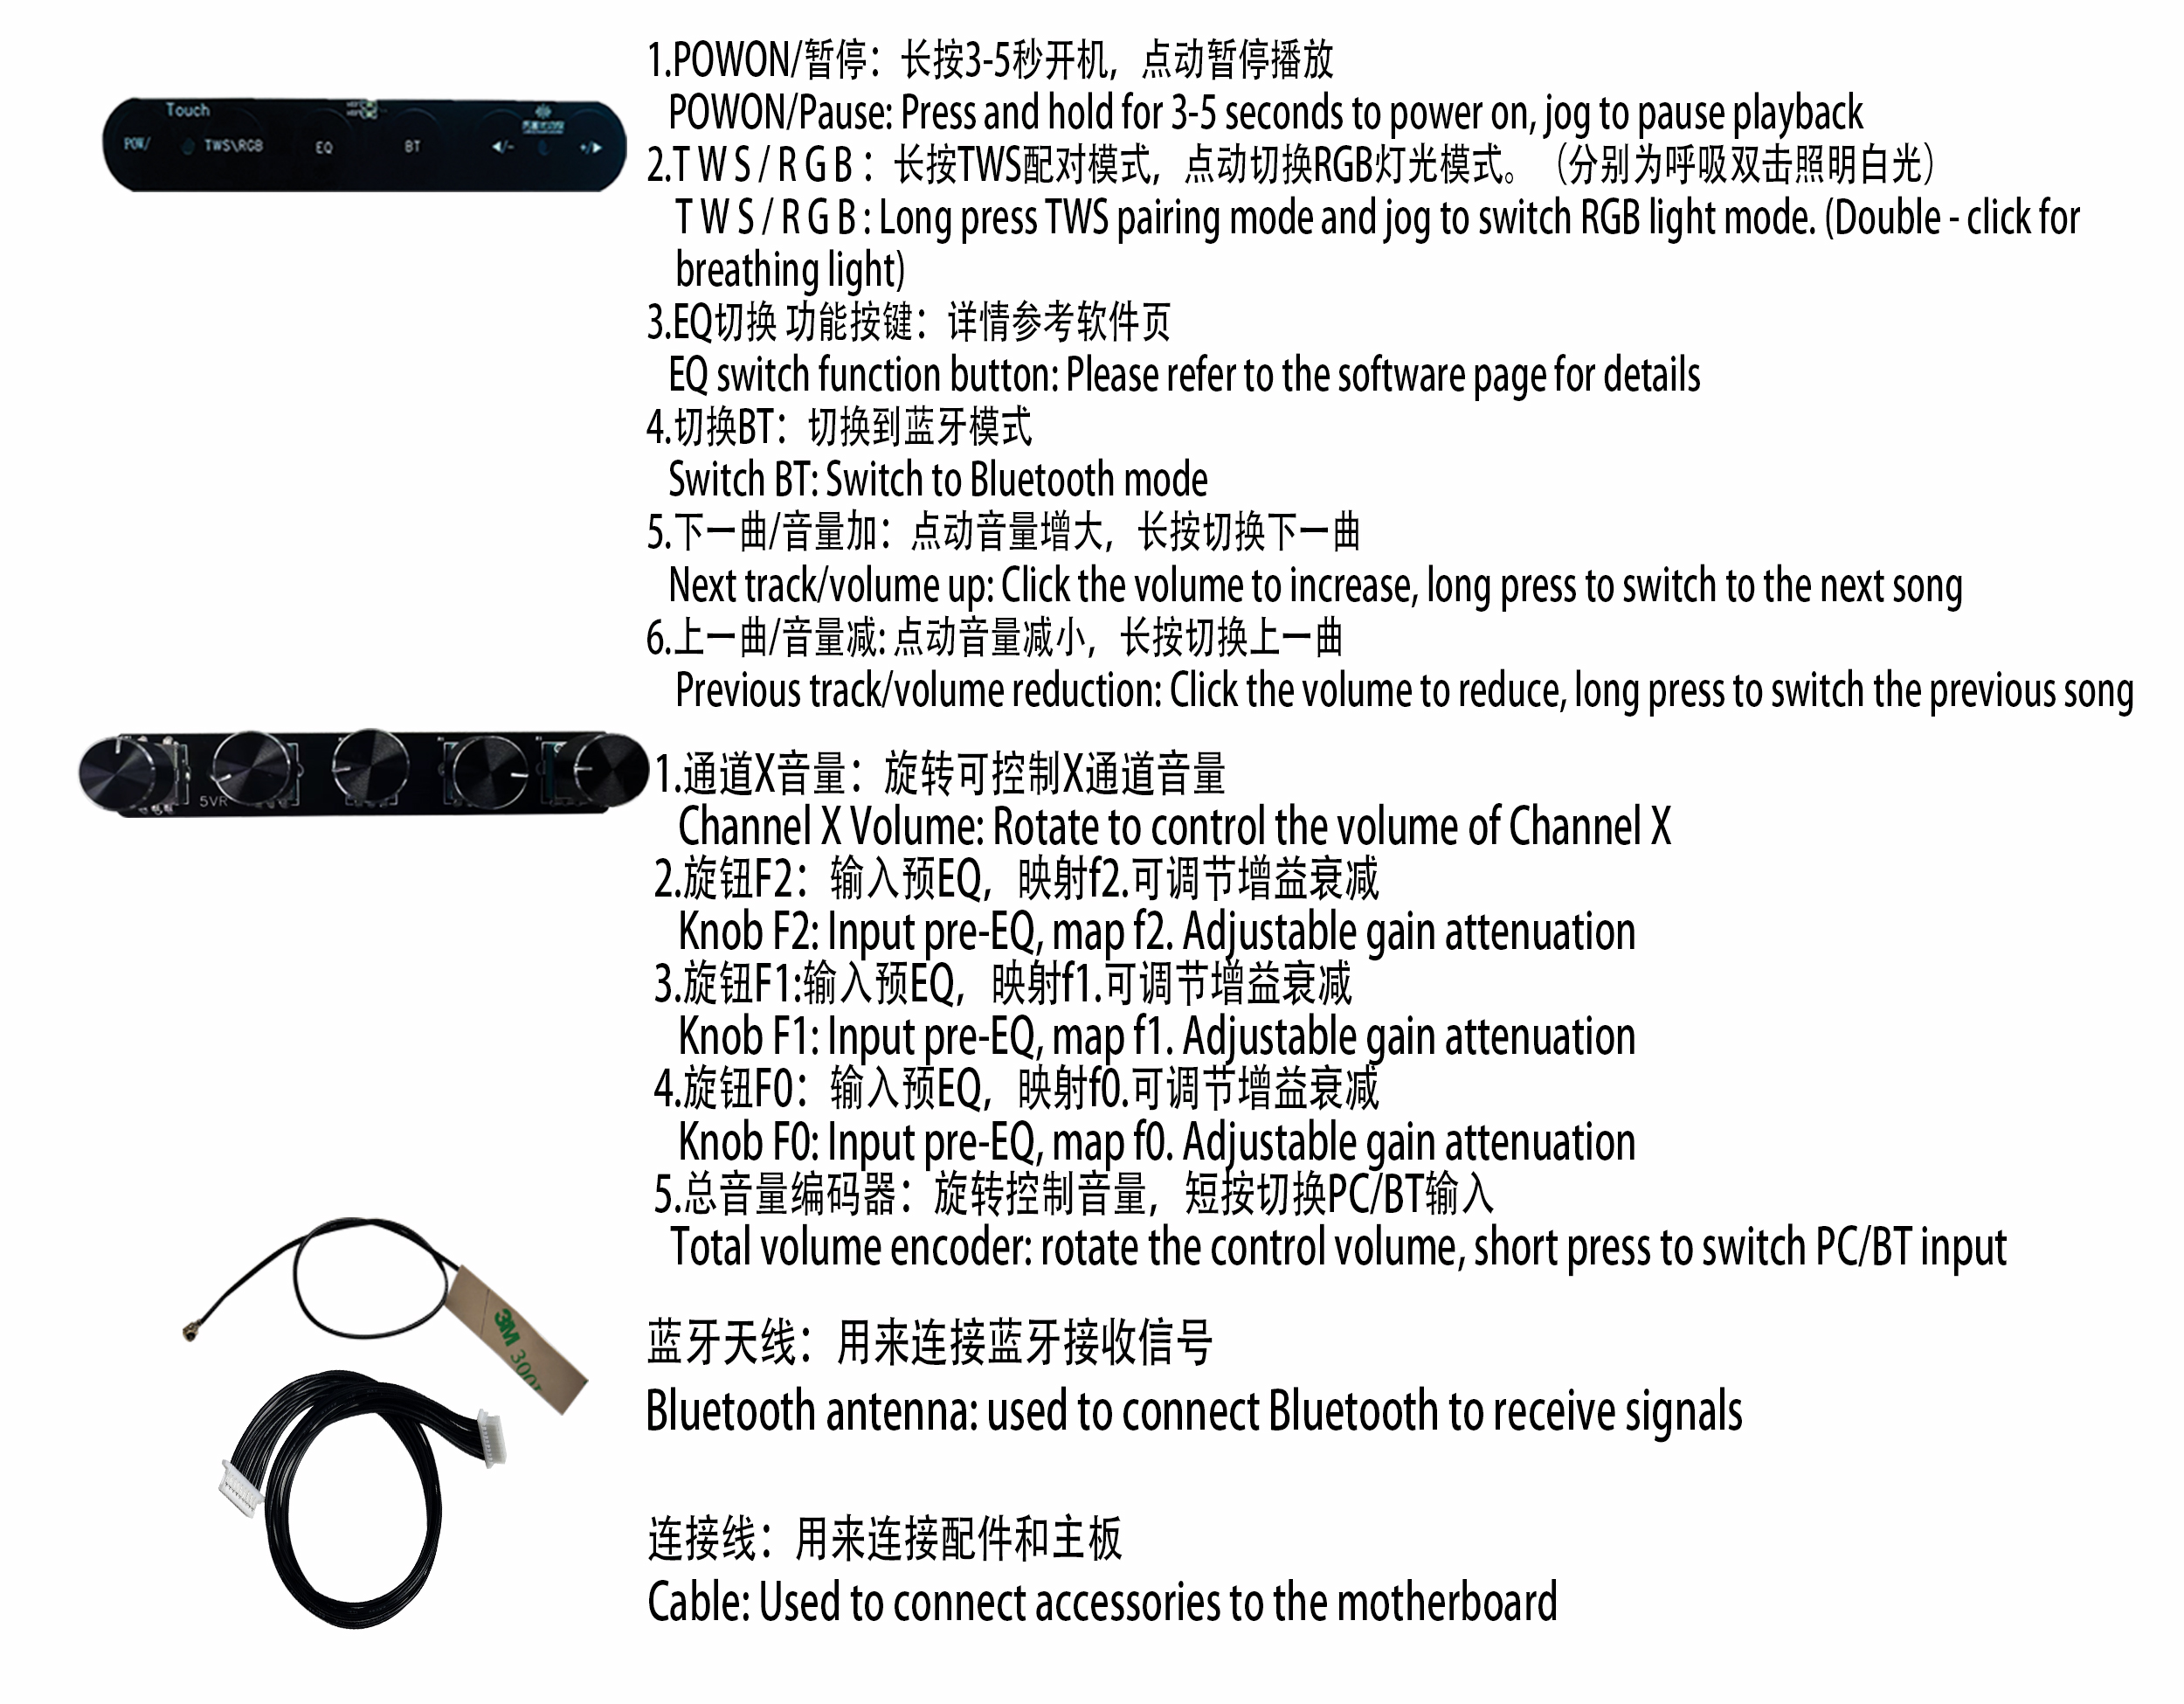 Touch
POW/ TWS\RGB EQ BT ◀/- +/▶
1.POWON/暂停：长按3-5秒开机，点动暂停播放
POWON/Pause: Press and hold for 3-5 seconds to power on, jog to pause playback
2.TWS/RGB：长按TWS配对模式，点动切换RGB灯光模式。（分别为呼吸双击照明白光）
TWS/RGB: Long press TWS pairing mode and jog to switch RGB light mode. (Double - click for
breathing light)
3.EQ切换 功能按键：详情参考软件页
EQ switch function button: Please refer to the software page for details
4.切换BT：切换到蓝牙模式
Switch BT: Switch to Bluetooth mode
5.下一曲/音量加：点动音量增大，长按切换下一曲
Next track/volume up: Click the volume to increase, long press to switch to the next song
6.上一曲/音量减: 点动音量减小，长按切换上一曲
Previous track/volume reduction: Click the volume to reduce, long press to switch the previous song
5VR
1.通道X音量：旋转可控制X通道音量
Channel X Volume: Rotate to control the volume of Channel X
2.旋钮F2：输入预EQ，映射f2.可调节增益衰减
Knob F2: Input pre-EQ, map f2. Adjustable gain attenuation
3.旋钮F1:输入预EQ，映射f1.可调节增益衰减
Knob F1: Input pre-EQ, map f1. Adjustable gain attenuation
4.旋钮F0：输入预EQ，映射f0.可调节增益衰减
Knob F0: Input pre-EQ, map f0. Adjustable gain attenuation
5.总音量编码器：旋转控制音量，短按切换PC/BT输入
Total volume encoder: rotate the control volume, short press to switch PC/BT input
3M
蓝牙天线：用来连接蓝牙接收信号
Bluetooth antenna: used to connect Bluetooth to receive signals
连接线：用来连接配件和主板
Cable: Used to connect accessories to the motherboard